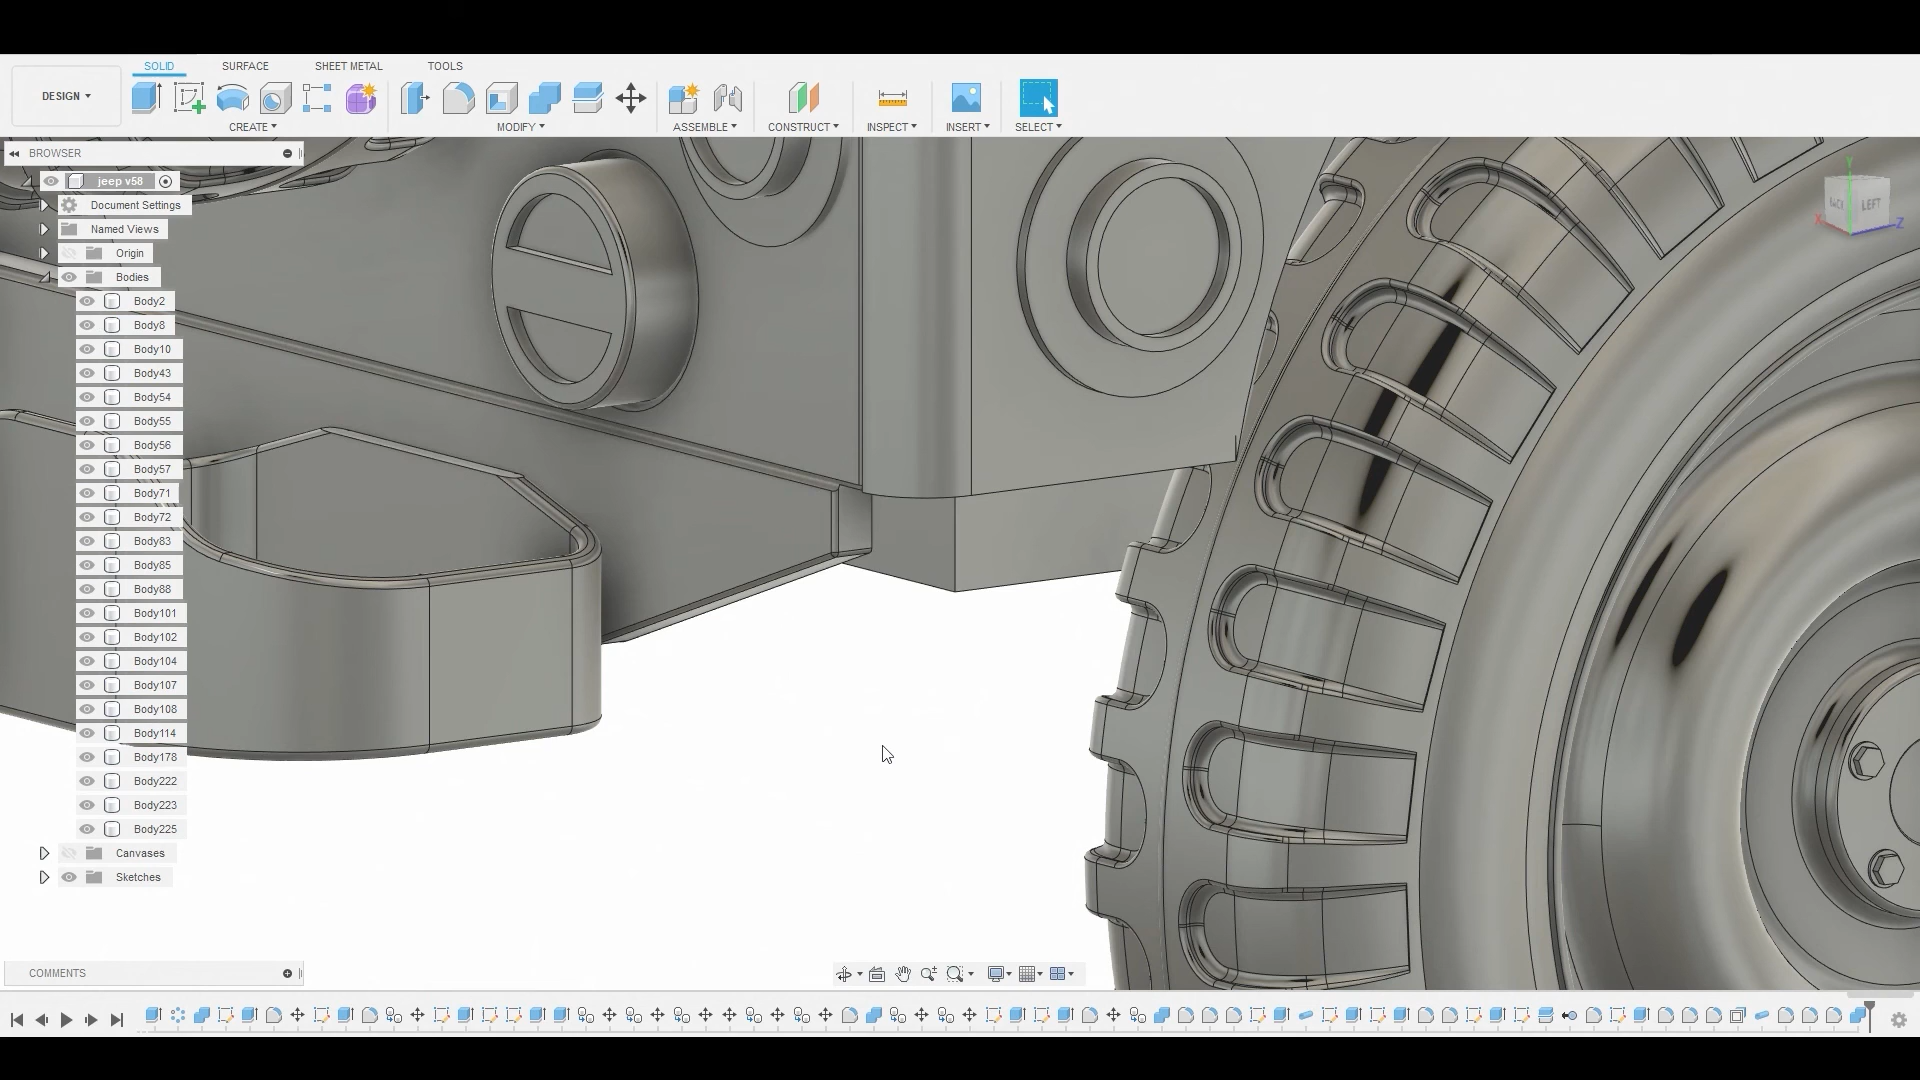 SOLID SURFACE SHEET METAL TOOLS
DESIGN
CREATE MODIFY ASSEMBLE CONSTRUCT INSPECT INSERT SELECT
BROWSER
jeep v58
Document Settings
Named Views
Origin
Bodies
Body2
Body8
Body10
Body43
Body54
Body55
Body56
Body57
Body71
Body72
Body83
Body85
Body88
Body101
Body102
Body104
Body107
Body108
Body114
Body178
Body222
Body223
Body225
Canvases
Sketches
COMMENTS
Y
BACK LEFT
X Z